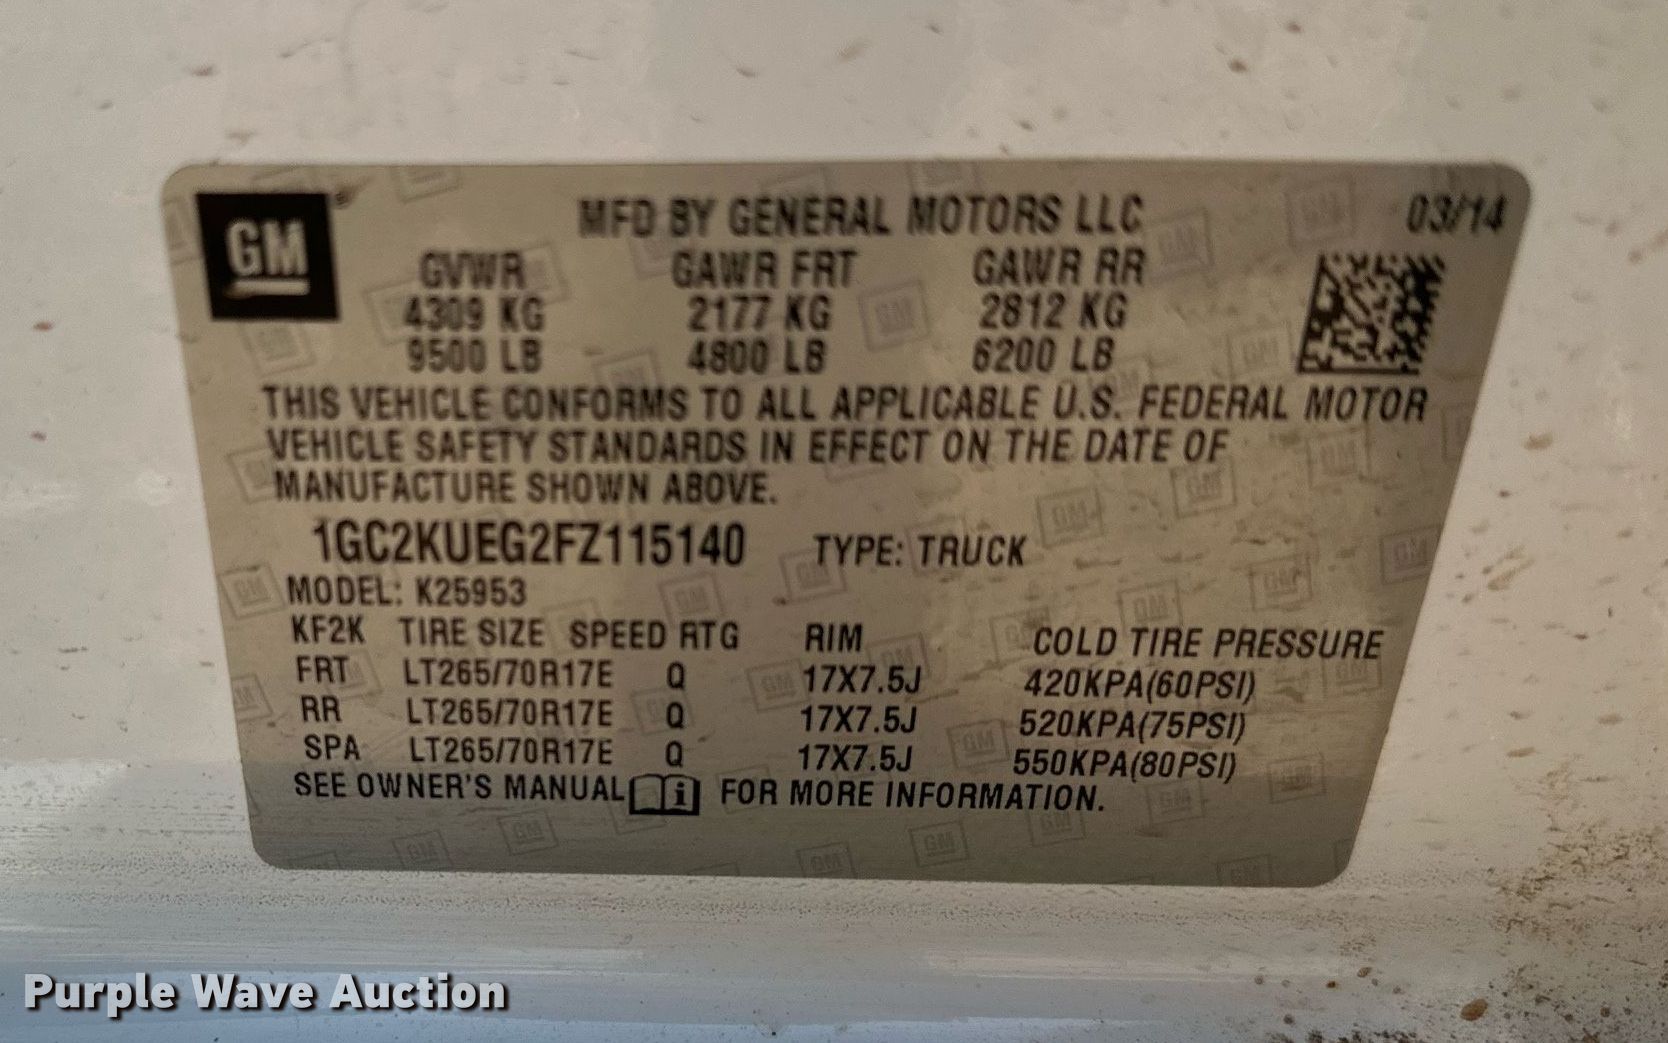 GM
MFD BY GENERAL MOTORS LLC 03/14
GVWR GAWR FRT GAWR RR
4309 KG 2177 KG 2812 KG
9500 LB 4800 LB 6200 LB
THIS VEHICLE CONFORMS TO ALL APPLICABLE U.S. FEDERAL MOTOR
VEHICLE SAFETY STANDARDS IN EFFECT ON THE DATE OF
MANUFACTURE SHOWN ABOVE.
1GC2KUEG2FZ115140 TYPE: TRUCK
MODEL: K25953
KF2K TIRE SIZE SPEED RTG RIM COLD TIRE PRESSURE
FRT LT265/70R17E Q 17X7.5J 420KPA(60PSI)
RR LT265/70R17E Q 17X7.5J 520KPA(75PSI)
SPA LT265/70R17E Q 17X7.5J 550KPA(80PSI)
SEE OWNER'S MANUAL i FOR MORE INFORMATION.
Purple Wave Auction